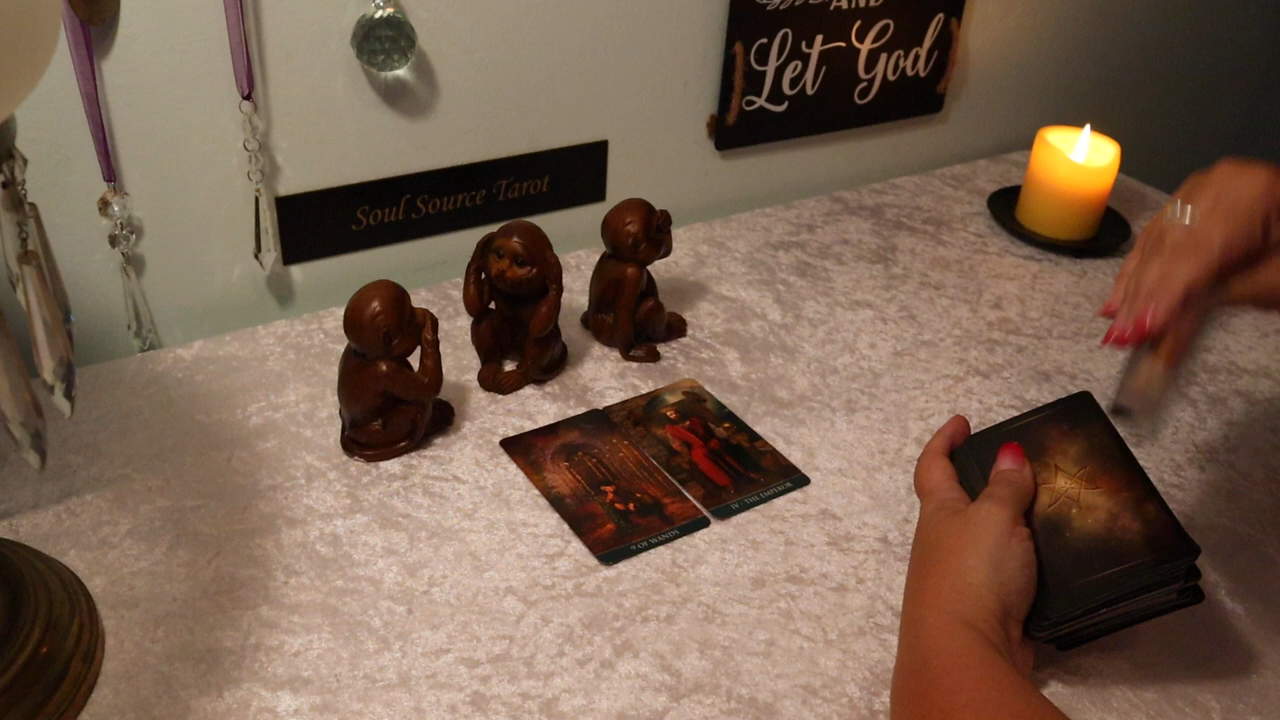 AND
Let God
Soul Source Tarot
9 OF WANDS
IV THE EMPEROR